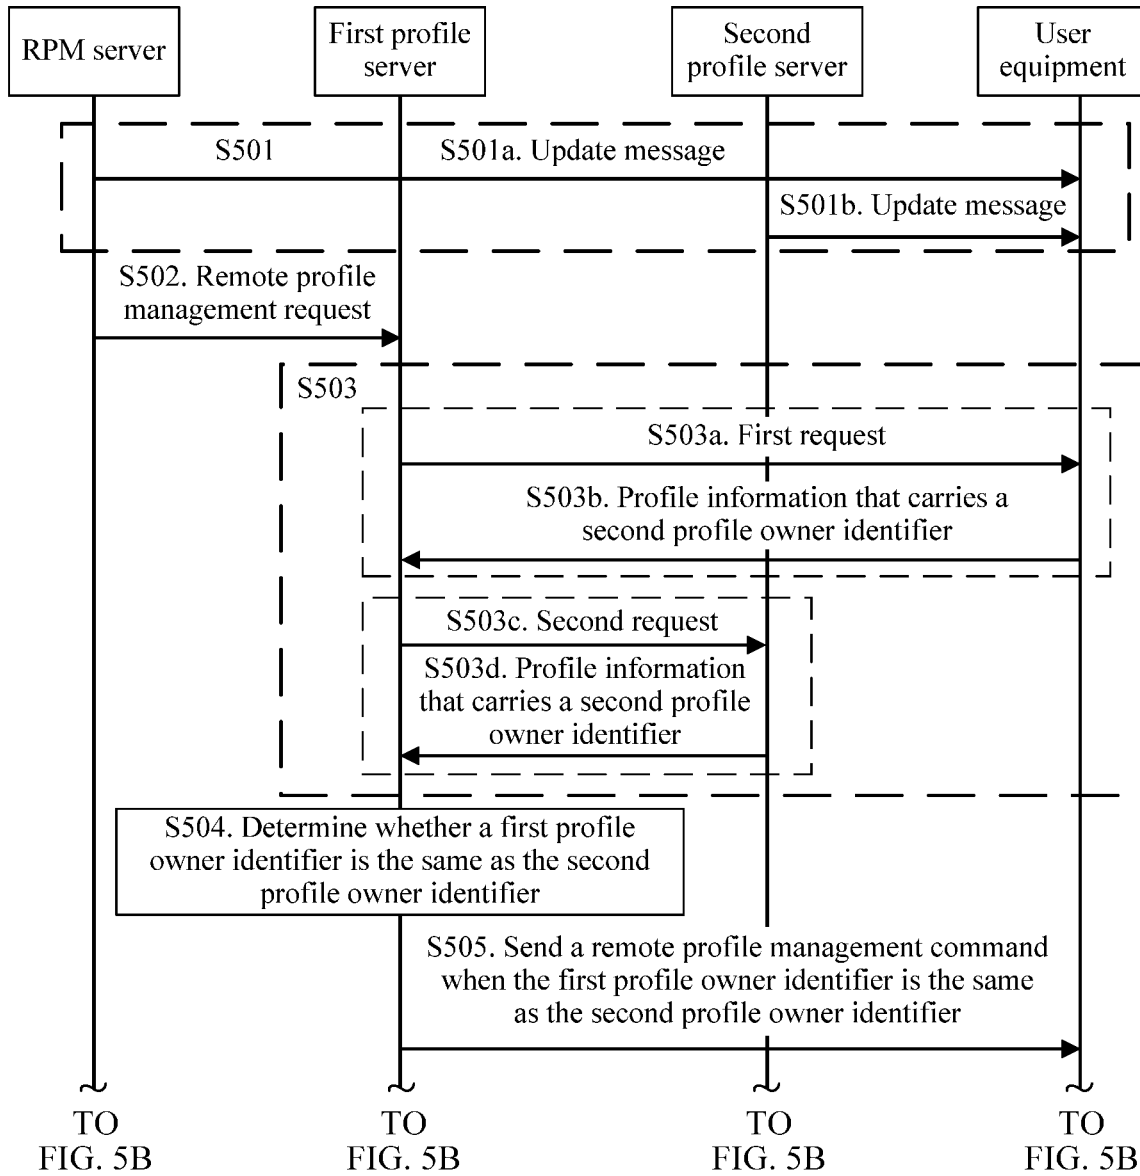 RPM server
First profile
server
Second
profile server
User
equipment
S501
S501a. Update message
S501b. Update message
S502. Remote profile
management request
S503
S503a. First request
S503b. Profile information that carries a
second profile owner identifier
S503c. Second request
S503d. Profile information
that carries a second profile
owner identifier
S504. Determine whether a first profile
owner identifier is the same as the second
profile owner identifier
S505. Send a remote profile management command
when the first profile owner identifier is the same
as the second profile owner identifier
TO
FIG. 5B
TO
FIG. 5B
TO
FIG. 5B
TO
FIG. 5B